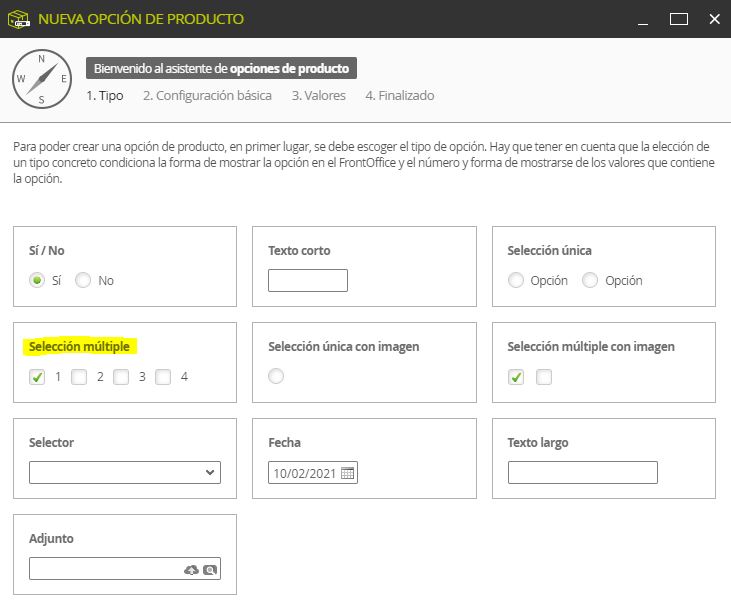 NUEVA OPCIÓN DE PRODUCTO
N
W E
S
Bienvenido al asistente de opciones de producto
1. Tipo 2. Configuración básica 3. Valores 4. Finalizado
Para poder crear una opción de producto, en primer lugar, se debe escoger el tipo de opción. Hay que tener en cuenta que la elección de
un tipo concreto condiciona la forma de mostrar la opción en el FrontOffice y el número y forma de mostrarse de los valores que contiene
la opción.
Sí / No
Sí No
Texto corto
Selección única
Opción Opción
Selección múltiple
1 2 3 4
Selección única con imagen
Selección múltiple con imagen
Selector
Fecha
10/02/2021
Texto largo
Adjunto